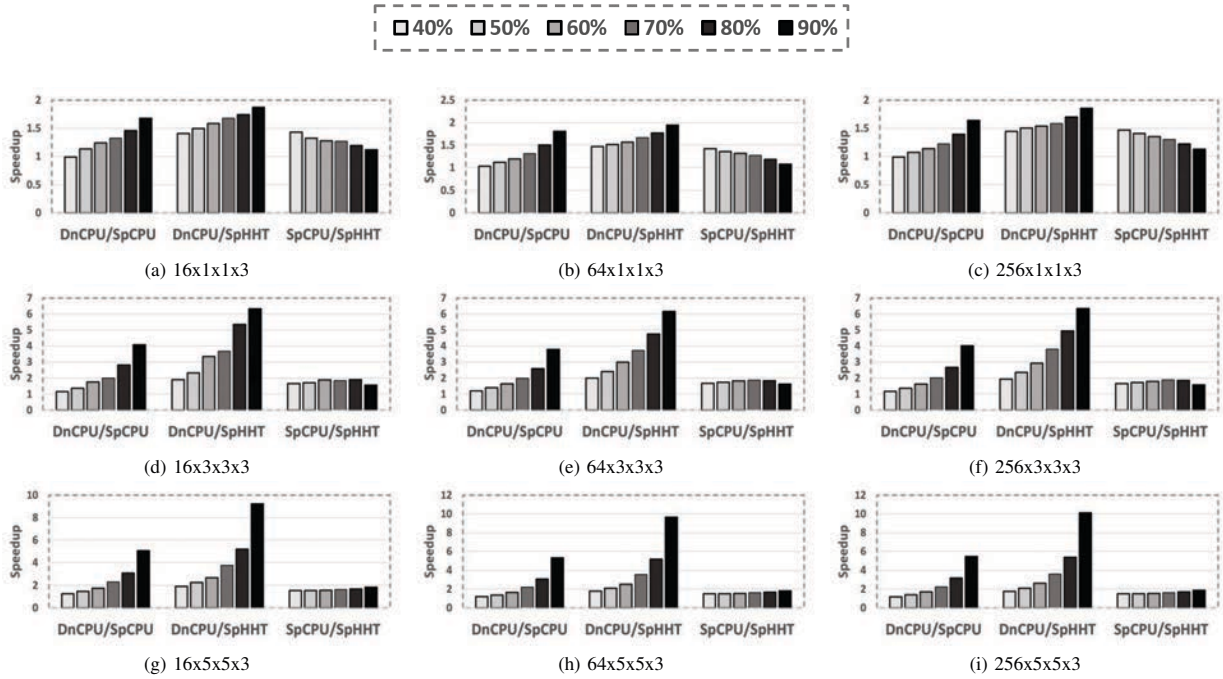 40% 50% 60% 70% 80% 90%
Speedup
2
1.5
1
0.5
0
DnCPU/SpCPU DnCPU/SpHHT SpCPU/SpHHT
(a) 16x1x1x3
Speedup
2.5
2
1.5
1
0.5
0
DnCPU/SpCPU DnCPU/SpHHT SpCPU/SpHHT
(b) 64x1x1x3
Speedup
2
1.5
1
0.5
0
DnCPU/SpCPU DnCPU/SpHHT SpCPU/SpHHT
(c) 256x1x1x3
Speedup
7
6
5
4
3
2
1
0
DnCPU/SpCPU DnCPU/SpHHT SpCPU/SpHHT
(d) 16x3x3x3
Speedup
7
6
5
4
3
2
1
0
DnCPU/SpCPU DnCPU/SpHHT SpCPU/SpHHT
(e) 64x3x3x3
Speedup
7
6
5
4
3
2
1
0
DnCPU/SpCPU DnCPU/SpHHT SpCPU/SpHHT
(f) 256x3x3x3
Speedup
10
8
6
4
2
0
DnCPU/SpCPU DnCPU/SpHHT SpCPU/SpHHT
(g) 16x5x5x3
Speedup
12
10
8
6
4
2
0
DnCPU/SpCPU DnCPU/SpHHT SpCPU/SpHHT
(h) 64x5x5x3
Speedup
12
10
8
6
4
2
0
DnCPU/SpCPU DnCPU/SpHHT SpCPU/SpHHT
(i) 256x5x5x3